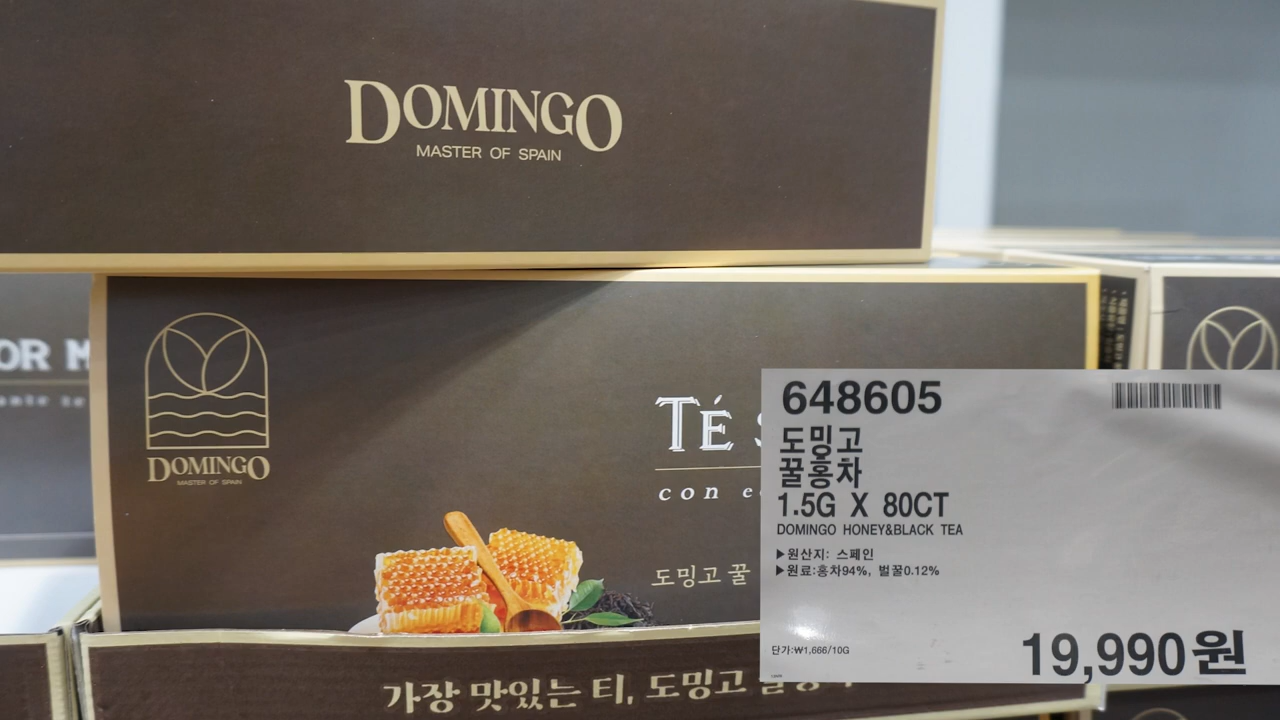 DOMINGO
MASTER OF SPAIN
OR
DOMINGO
MASTER OF SPAIN
TÉ
con
도밍고 꿀
가장 맛있는 티, 도밍고
648605
도밍고
꿀홍차
1.5G X 80CT
DOMINGO HONEY&BLACK TEA
▶원산지: 스페인
▶원료:홍차94%, 벌꿀0.12%
단가:₩1,666/10G
19,990원